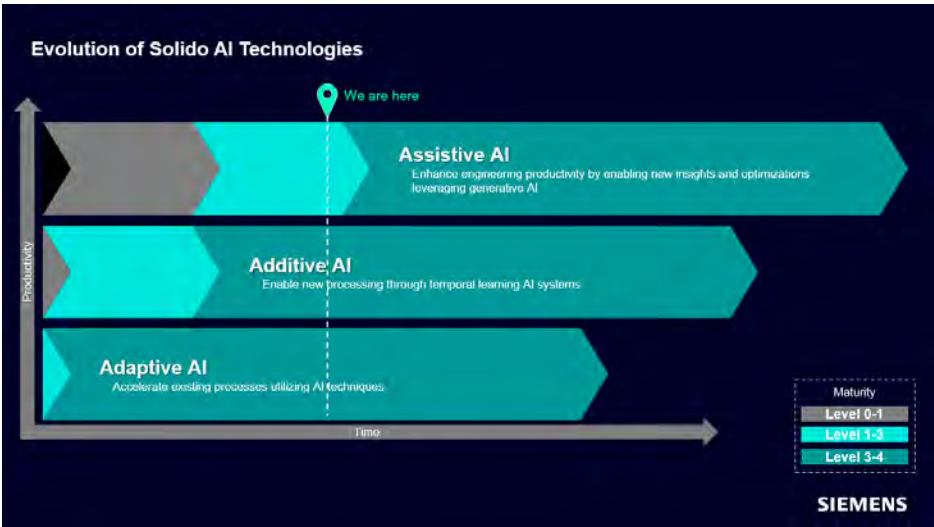 Evolution of Solido AI Technologies
We are here
Assistive AI
Enhance engineering productivity by enabling new insights and optimizations
leveraging generative AI
Productivity
Additive AI
Enable new processing through temporal learning AI systems
Adaptive AI
Accelerate existing processes utilizing AI techniques
Time
Maturity
Level 0-1
Level 1-3
Level 3-4
SIEMENS